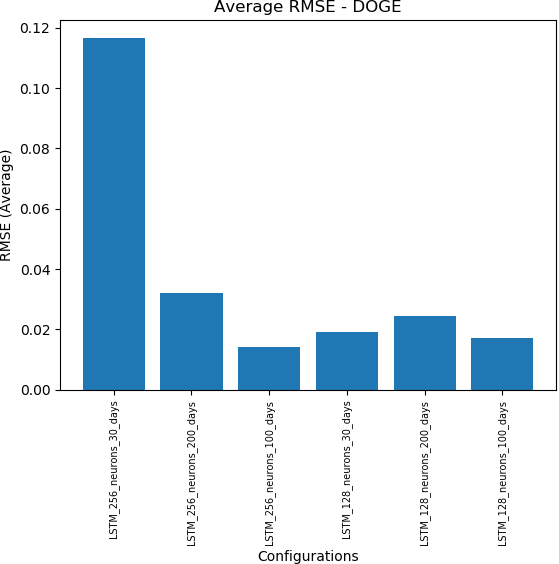 Average RMSE - DOGE
RMSE (Average)
0.12
0.10
0.08
0.06
0.04
0.02
0.00
LSTM_256_neurons_30_days
LSTM_256_neurons_200_days
LSTM_256_neurons_100_days
LSTM_128_neurons_30_days
LSTM_128_neurons_200_days
LSTM_128_neurons_100_days
Configurations